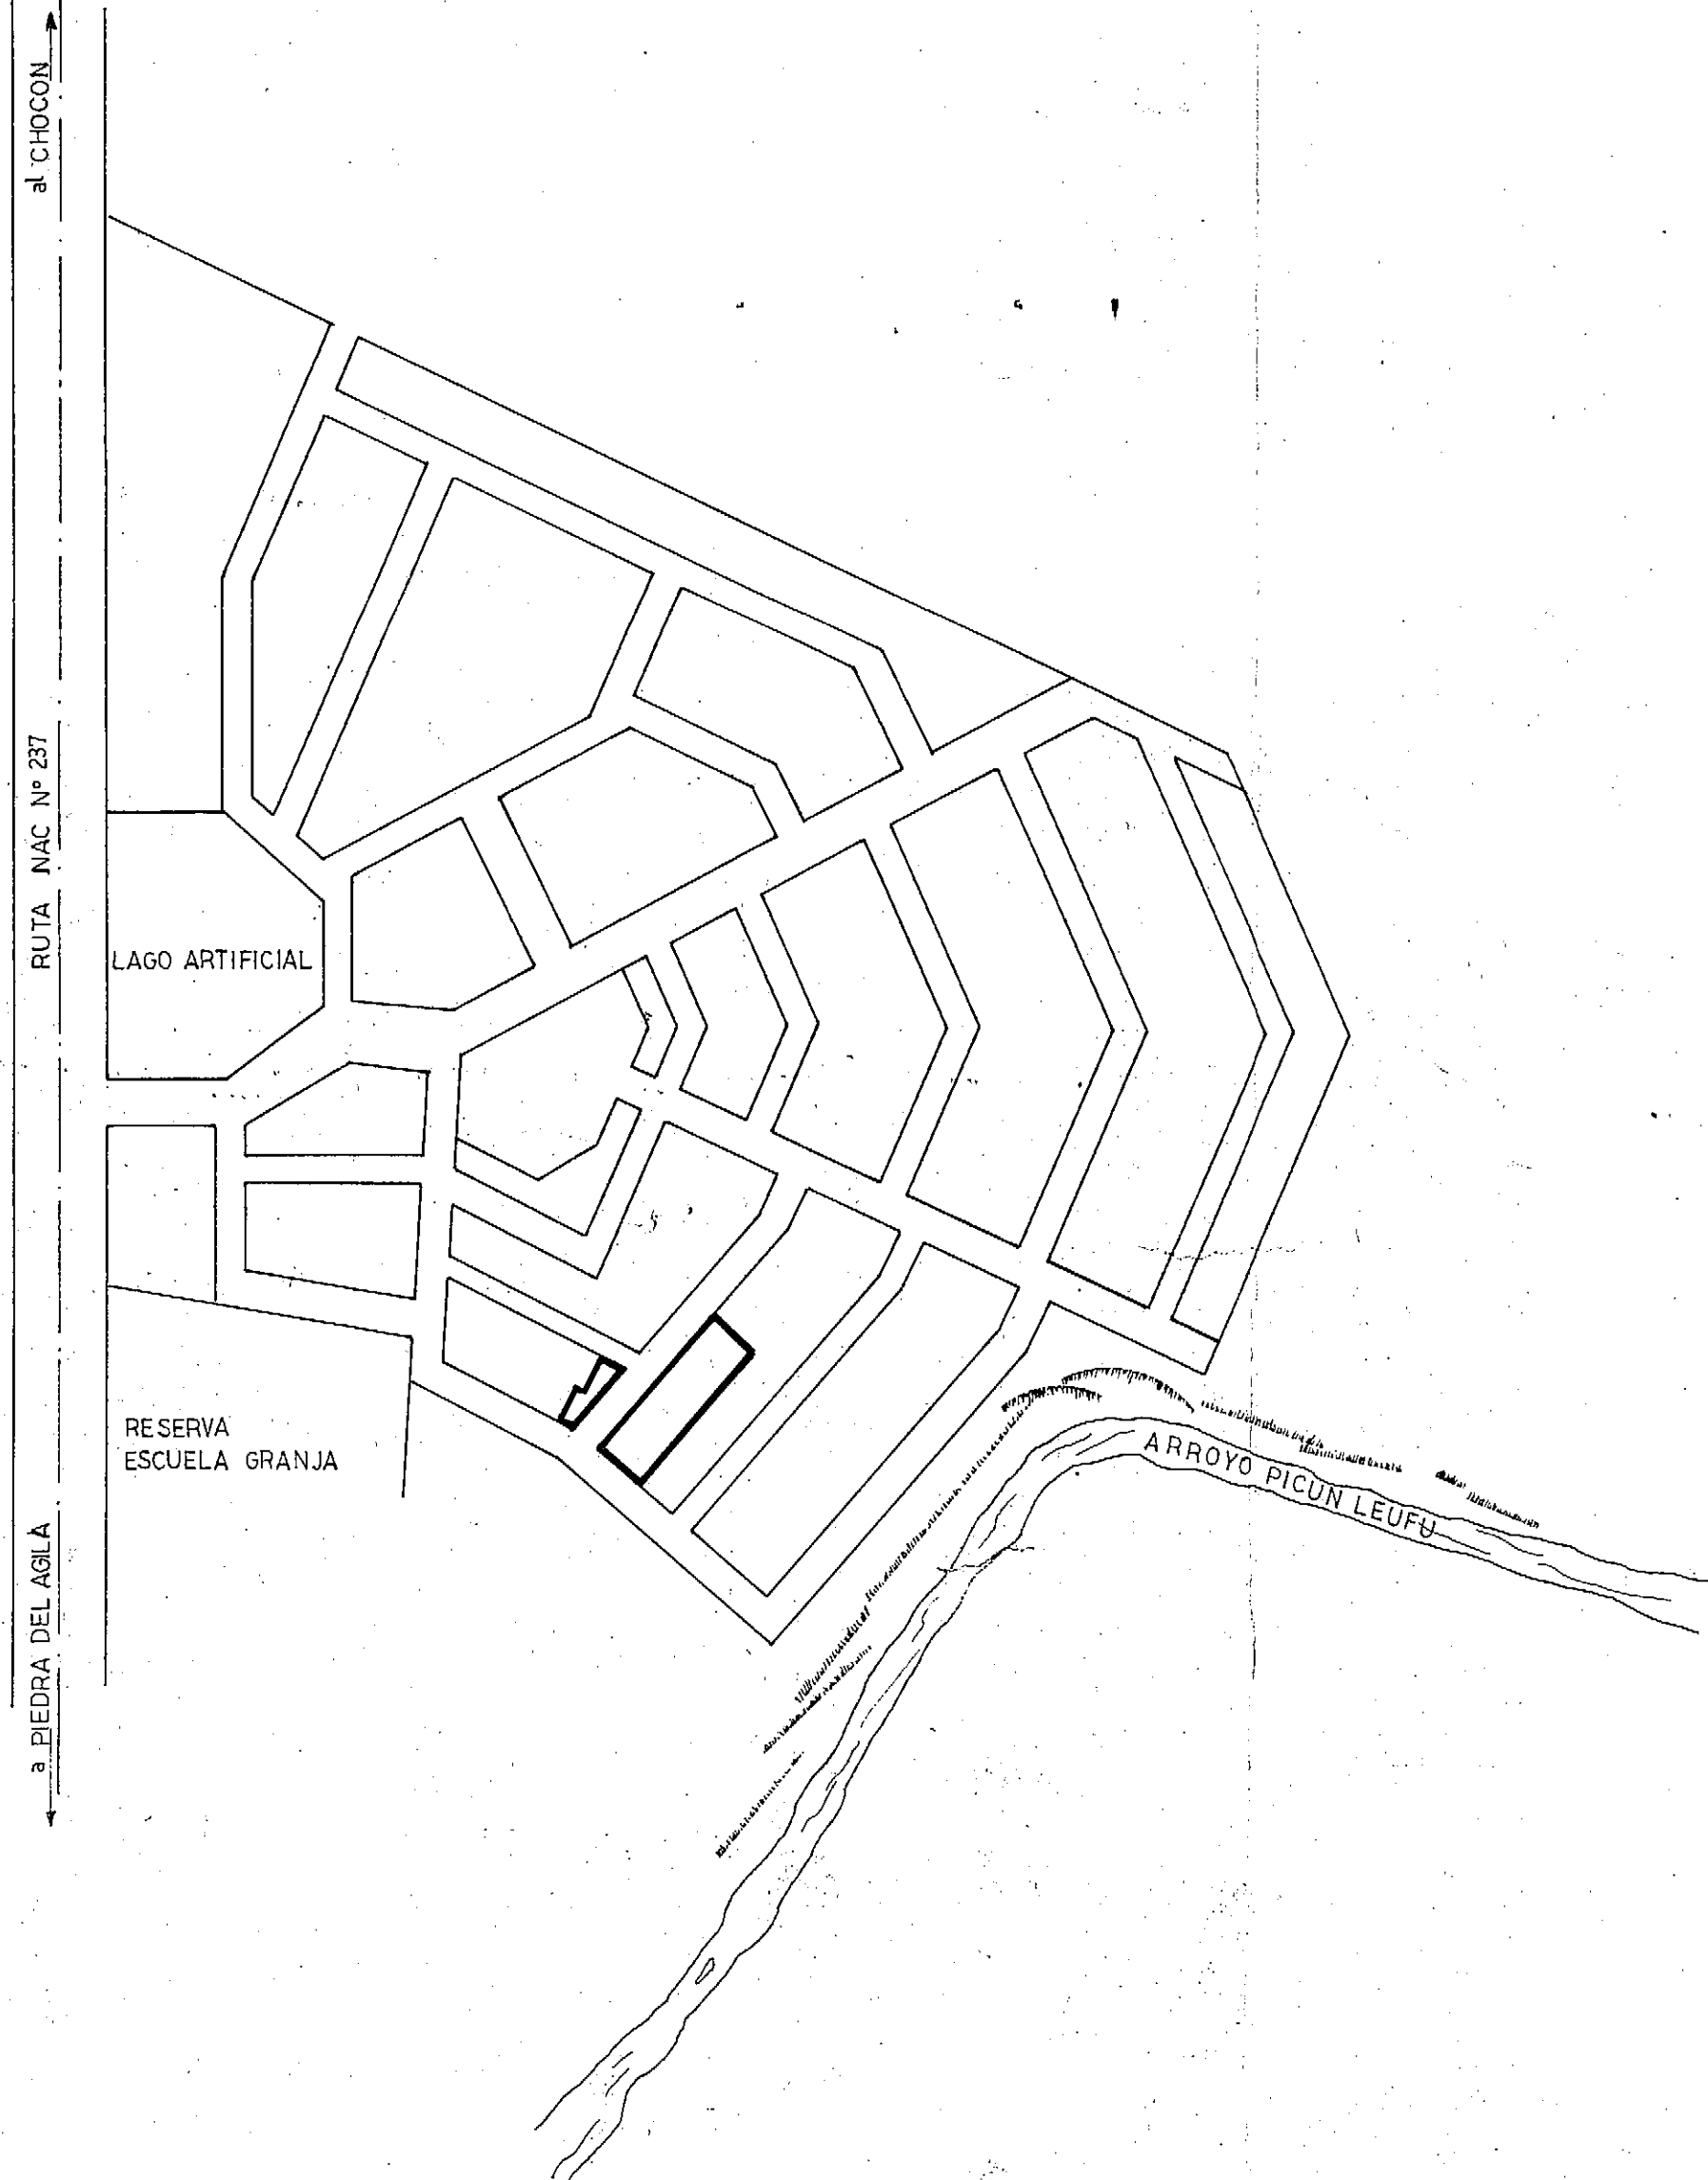 al CHOCON
RUTA NAC Nº 237
a PIEDRA DEL AGILA
LAGO ARTIFICIAL
RESERVA
ESCUELA GRANJA
ARROYO PICUN LEUFU